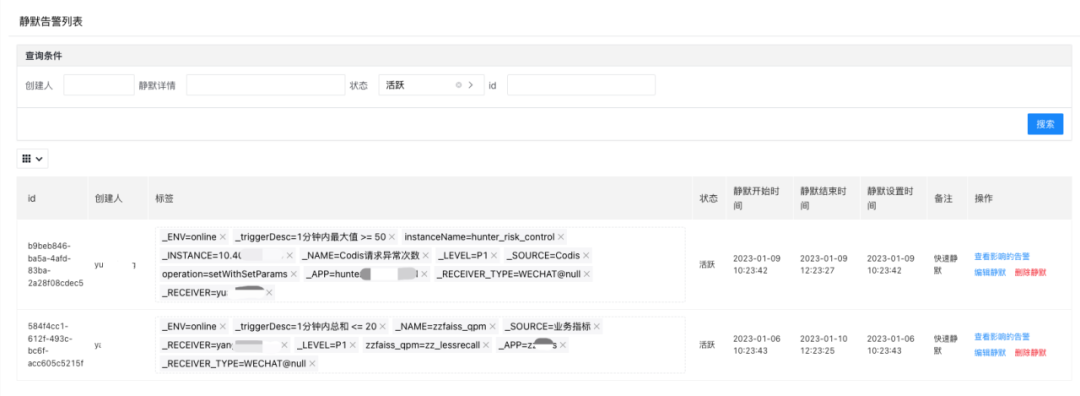 静默告警列表
查询条件
创建人 静默详情 状态 活跃 id
搜索
id 创建人 标签 状态 静默开始时间 静默结束时间 静默设置时间 备注 操作
b9beb846-ba5a-4afd-83ba-2a28f08cdec5 yu
_ENV=online × _triggerDesc=1分钟内最大值 >= 50 × instanceName=hunter_risk_control ×
_INSTANCE=10.40 × _NAME=Codis请求异常次数 × _LEVEL=P1 × _SOURCE=Codis ×
operation=setWithSetParams × _APP=hunte × _RECEIVER_TYPE=WECHAT@null ×
_RECEIVER=yu ×
活跃 2023-01-09 10:23:42 2023-01-09 12:23:27 2023-01-09 10:23:42 快速静默
查看影响的告警
编辑静默 删除静默
584f4cc1-612f-493c-bc6f-acc605c5215f
_ENV=online × _triggerDesc=1分钟内总和 <= 20 × _NAME=zzfaiss_qpm × _SOURCE=业务指标 ×
_RECEIVER=yan × _LEVEL=P1 × zzfaiss_qpm=zz_lessrecall × _APP=z s ×
_RECEIVER_TYPE=WECHAT@null ×
活跃 2023-01-06 10:23:43 2023-01-10 12:23:25 2023-01-06 10:23:43 快速静默
查看影响的告警
编辑静默 删除静默